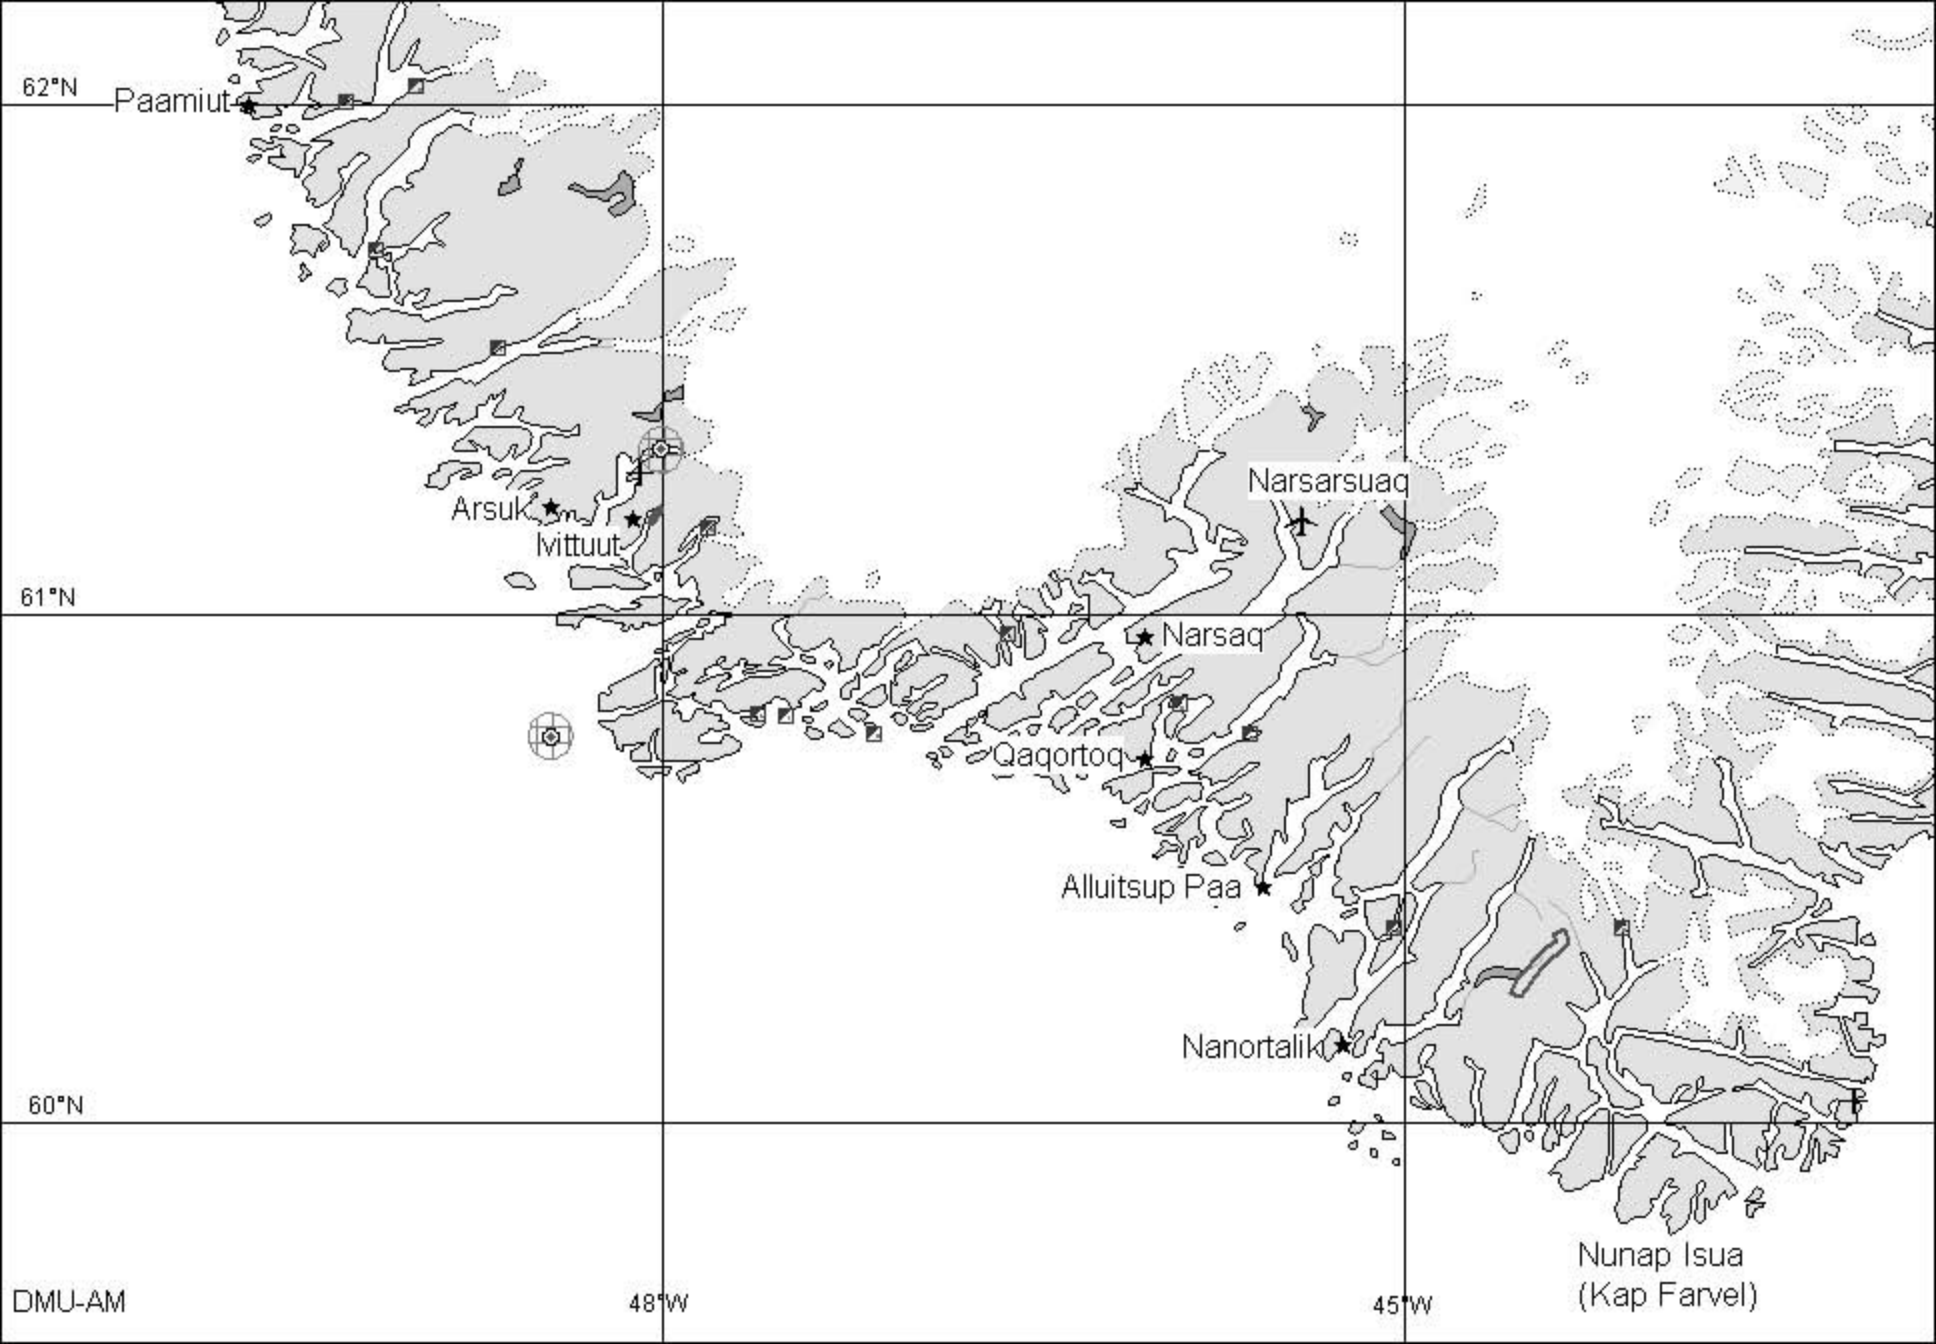 62°N
Paamiut
Narsarsuaq
Arsuk
Ivittuut
61°N
Narsaq
Qaqortoq
Alluitsup Paa
Nanortalik
60°N
Nunap Isua
(Kap Farvel)
DMU-AM
48°W
45°W